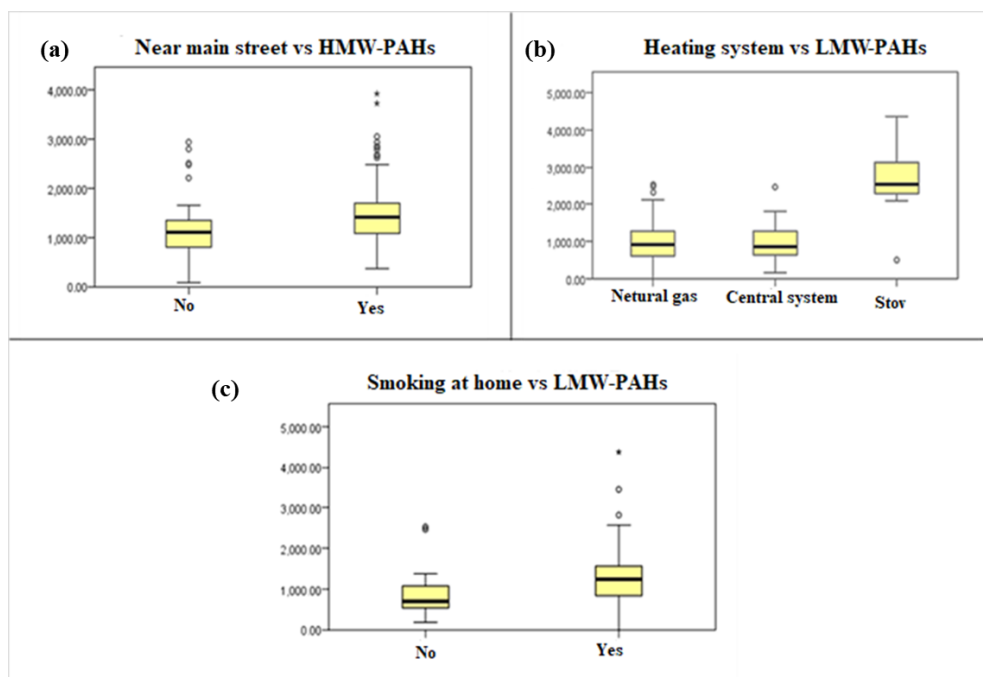 (a)
Near main street vs HMW-PAHs
4,000.00
3,000.00
2,000.00
1,000.00
0.00
No Yes
(b)
Heating system vs LMW-PAHs
5,000.00
4,000.00
3,000.00
2,000.00
1,000.00
0.00
Netural gas Central system Stov
(c)
Smoking at home vs LMW-PAHs
5,000.00
4,000.00
3,000.00
2,000.00
1,000.00
0.00
No Yes